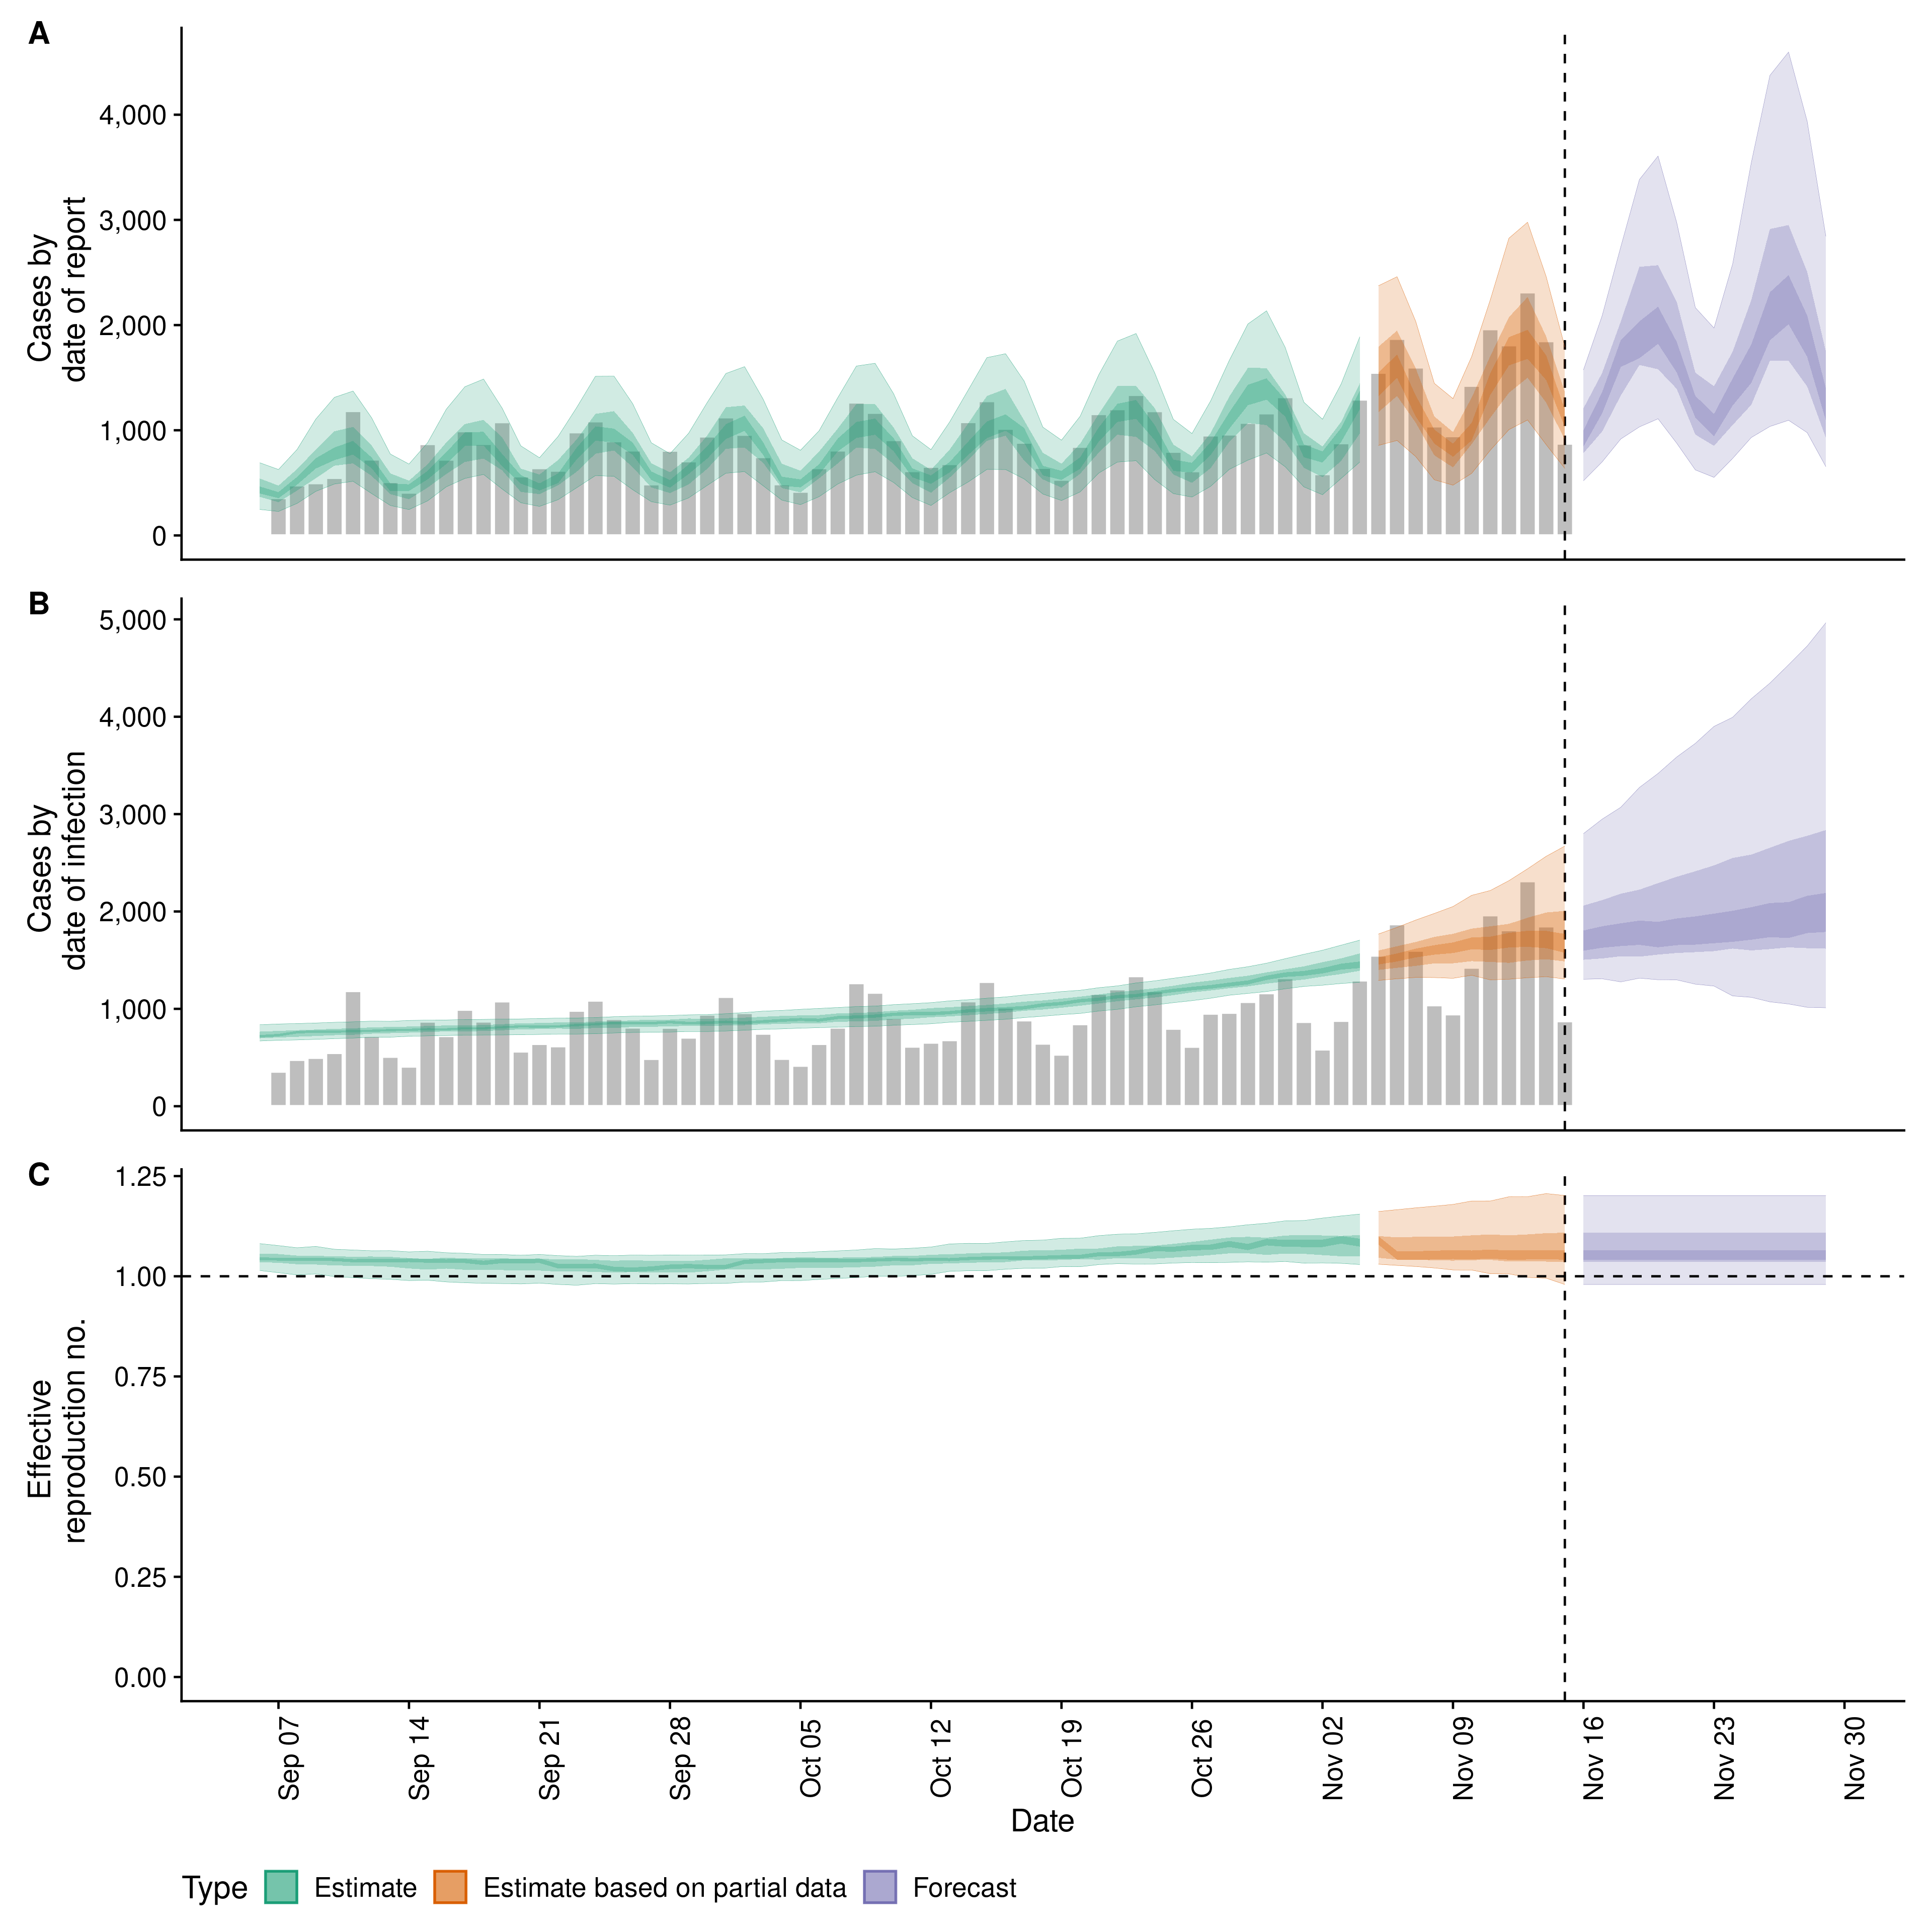 A
Cases by
date of report
4,000
3,000
2,000
1,000
0
B
Cases by
date of infection
5,000
4,000
3,000
2,000
1,000
0
C
Effective
reproduction no.
1.25
1.00
0.75
0.50
0.25
0.00
Sep 07
Sep 14
Sep 21
Sep 28
Oct 05
Oct 12
Oct 19
Oct 26
Nov 02
Nov 09
Nov 16
Nov 23
Nov 30
Date
Type Estimate Estimate based on partial data Forecast